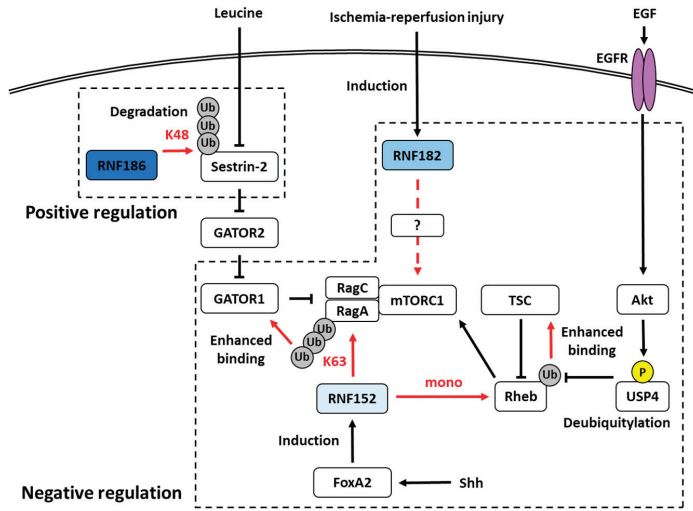 Leucine
Ischemia-reperfusion injury
EGF
EGFR
Induction
Degradation
Ub
Ub
Ub
K48
RNF186
Sestrin-2
RNF182
Positive regulation
GATOR2
?
GATOR1
RagC
RagA
mTORC1
TSC
Akt
Enhanced
binding
Ub
Ub
Ub
K63
Enhanced
binding
Ub
P
RNF152
mono
Rheb
USP4
Deubiquitylation
Induction
FoxA2
Shh
Negative regulation